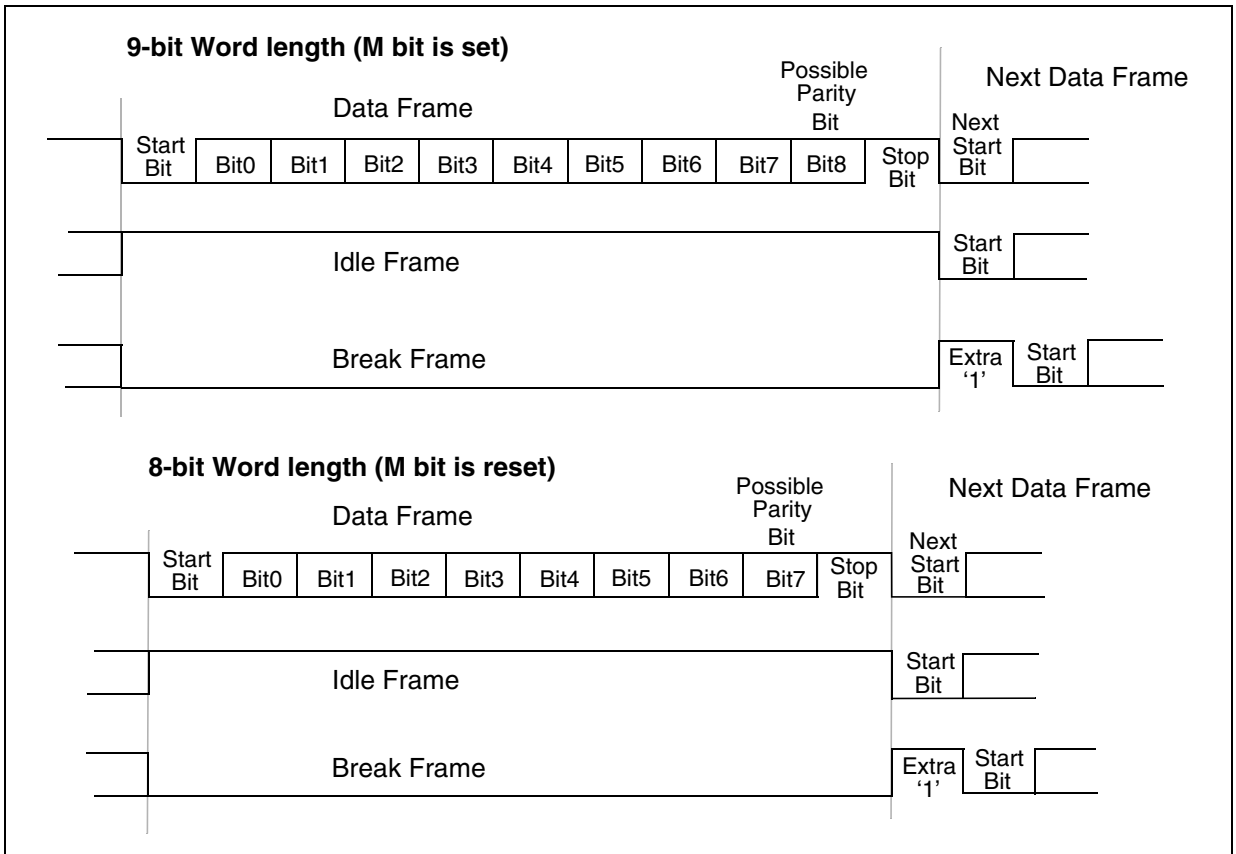 9-bit Word length (M bit is set)
Possible
Parity
Bit
Next Data Frame
Data Frame
Next
Start
Bit
Start
Bit
Bit0 Bit1 Bit2 Bit3 Bit4 Bit5 Bit6 Bit7 Bit8
Stop
Bit
Idle Frame
Start
Bit
Break Frame
Extra
‘1’
Start
Bit
8-bit Word length (M bit is reset)
Possible
Parity
Bit
Next Data Frame
Data Frame
Next
Start
Bit
Start
Bit
Bit0 Bit1 Bit2 Bit3 Bit4 Bit5 Bit6 Bit7
Stop
Bit
Idle Frame
Start
Bit
Break Frame
Extra
‘1’
Start
Bit